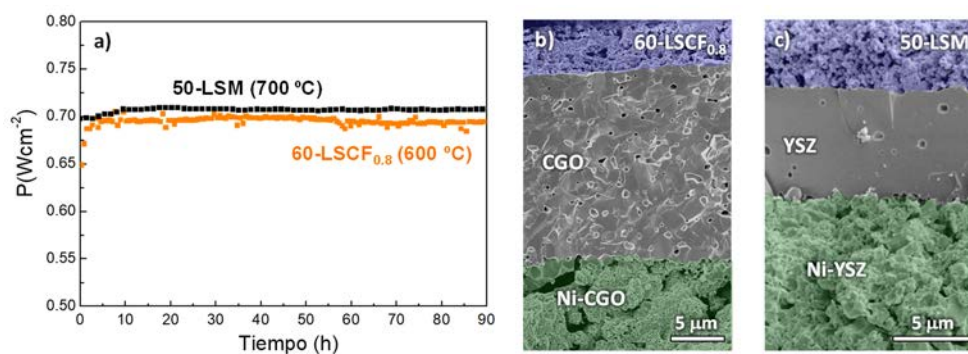 a)
P(Wcm⁻²)
0.80
0.75
0.70
0.65
0.60
0.55
0.50
50-LSM (700 ºC)
60-LSCF₀.₈ (600 ºC)
0 10 20 30 40 50 60 70 80 90
Tiempo (h)
b)
60-LSCF₀.₈
CGO
Ni-CGO
5 µm
c)
50-LSM
YSZ
Ni-YSZ
5 µm